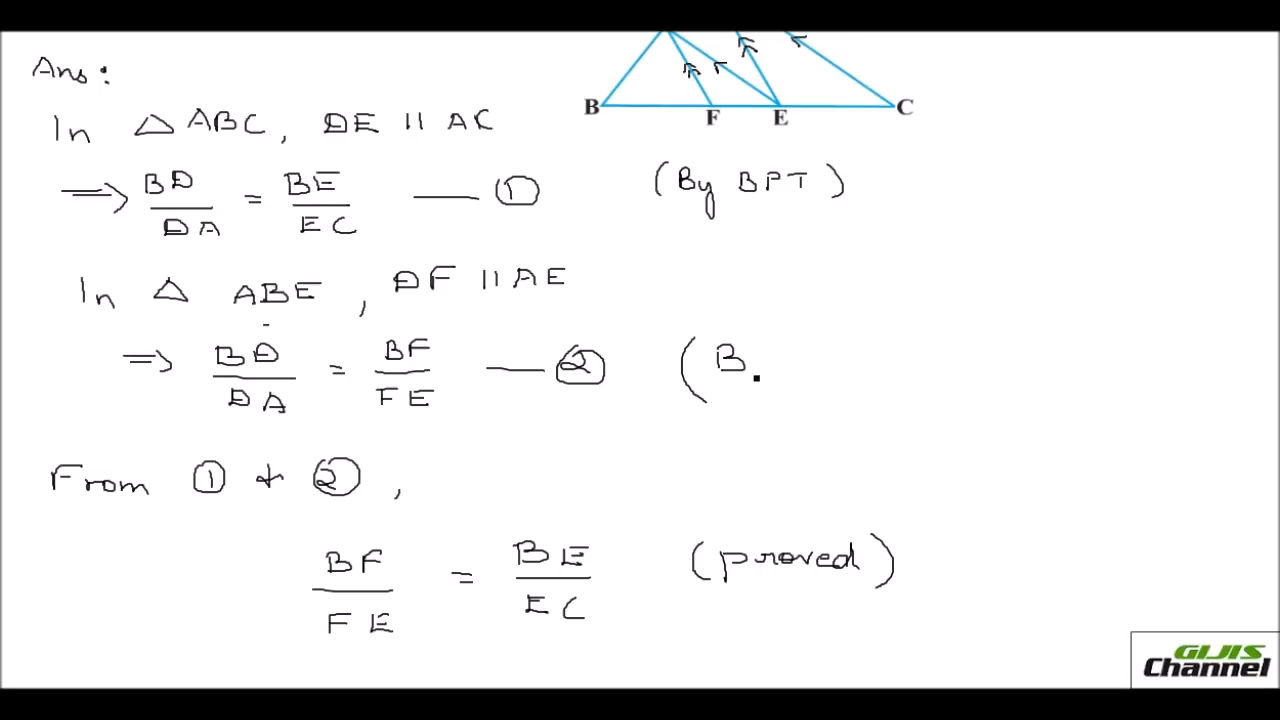 B F E C
Ans:
In △ ABC, DE || AC
⟹ BD/DA = BE/EC —— ① (By BPT)
In △ ABE, DF || AE
⟹ BD/DA = BF/FE —— ② (B
From ① & ②,
BF/FE = BE/EC (proved)
GIJIS
Channel